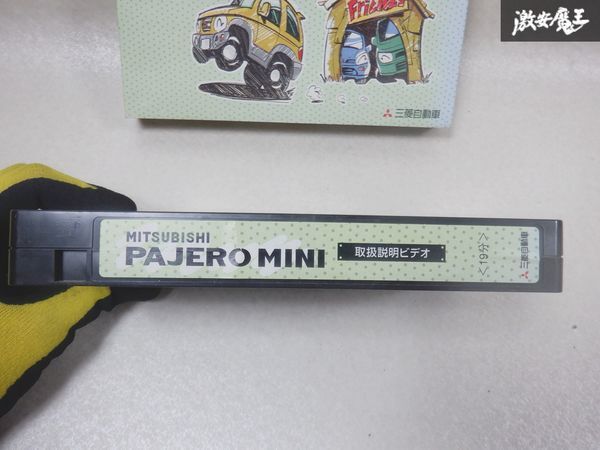 激安魔王
Friends
三菱自動車
MITSUBISHI
PAJERO MINI
取扱説明ビデオ
<19分>
三菱自動車